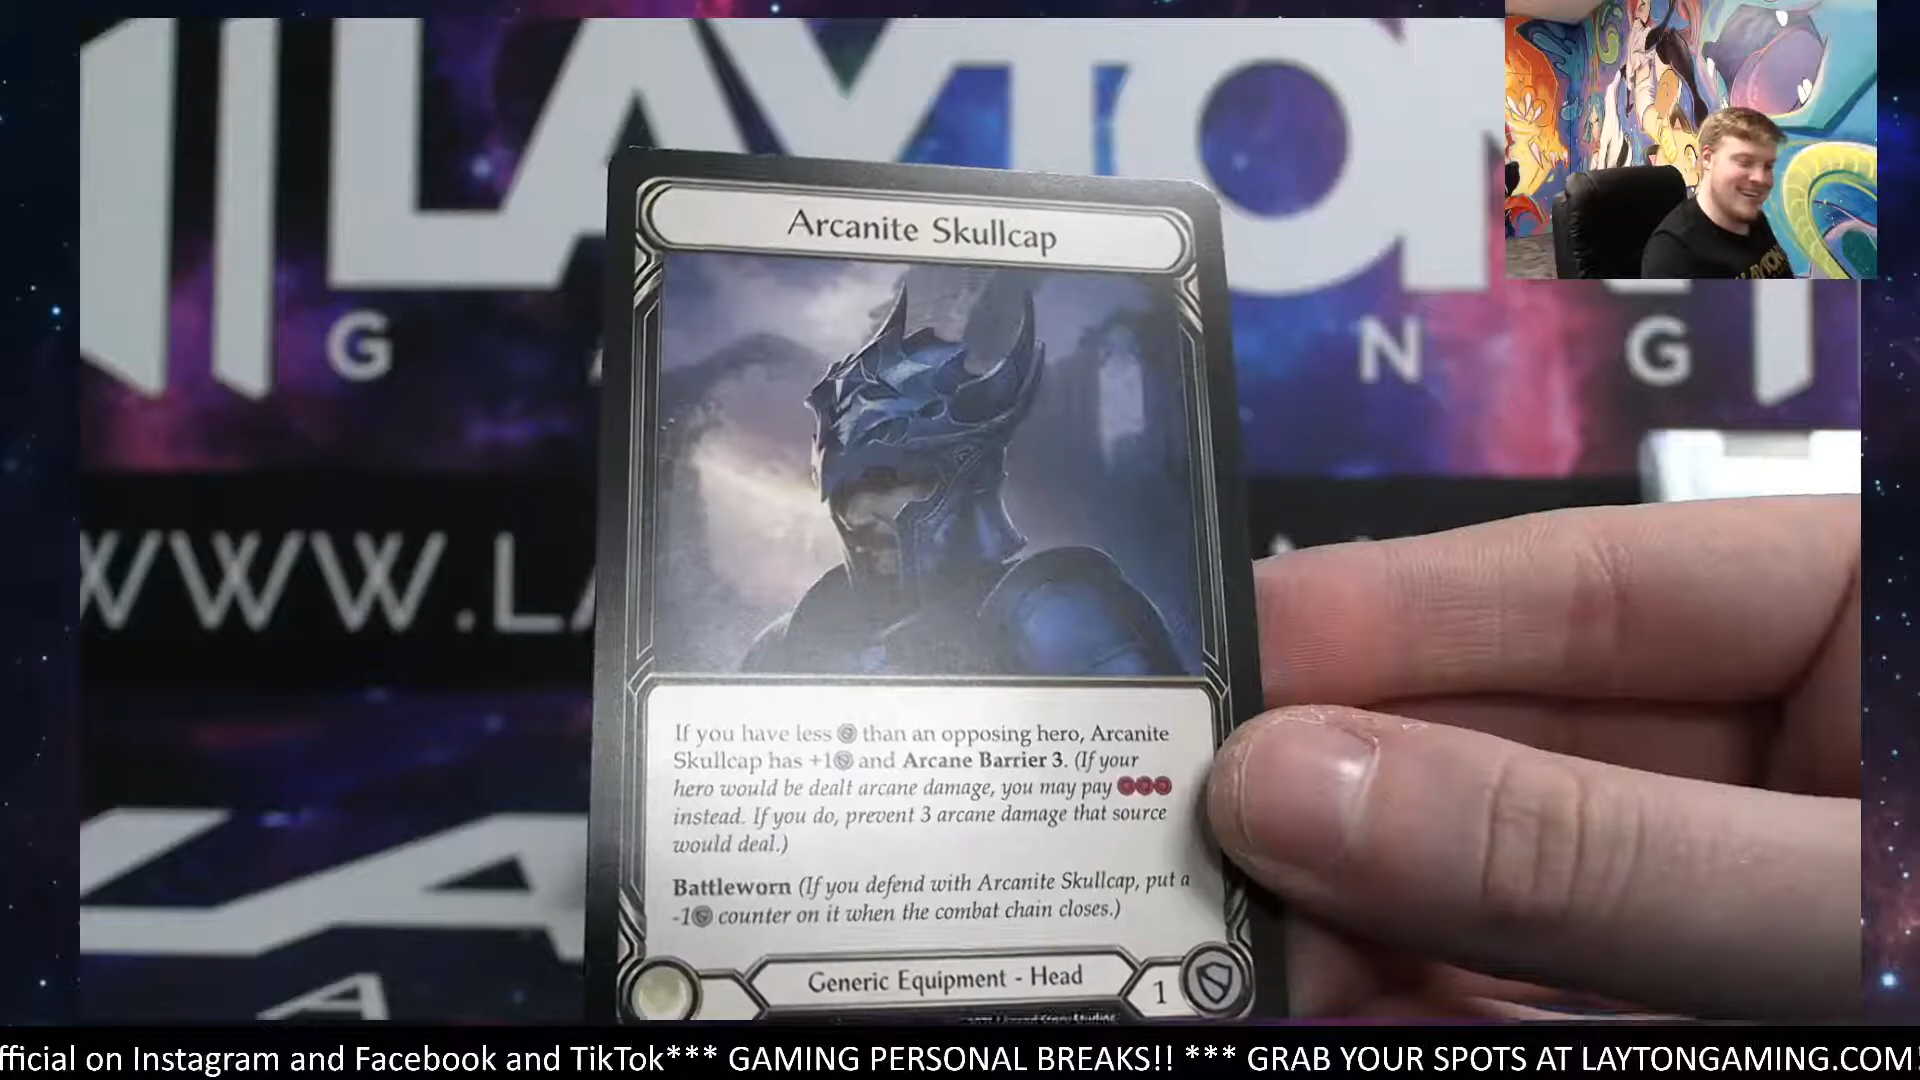 LAYTON
G
N G
WWW.LA
Arcanite Skullcap
If you have less than an opposing hero, Arcanite
Skullcap has +1 and Arcane Barrier 3. (If your
hero would be dealt arcane damage, you may pay
instead. If you do, prevent 3 arcane damage that source
would deal.)
Battleworn (If you defend with Arcanite Skullcap, put a
-1 counter on it when the combat chain closes.)
Generic Equipment - Head
1
LA
A
fficial on Instagram and Facebook and TikTok*** GAMING PERSONAL BREAKS!! *** GRAB YOUR SPOTS AT LAYTONGAMING.COM!